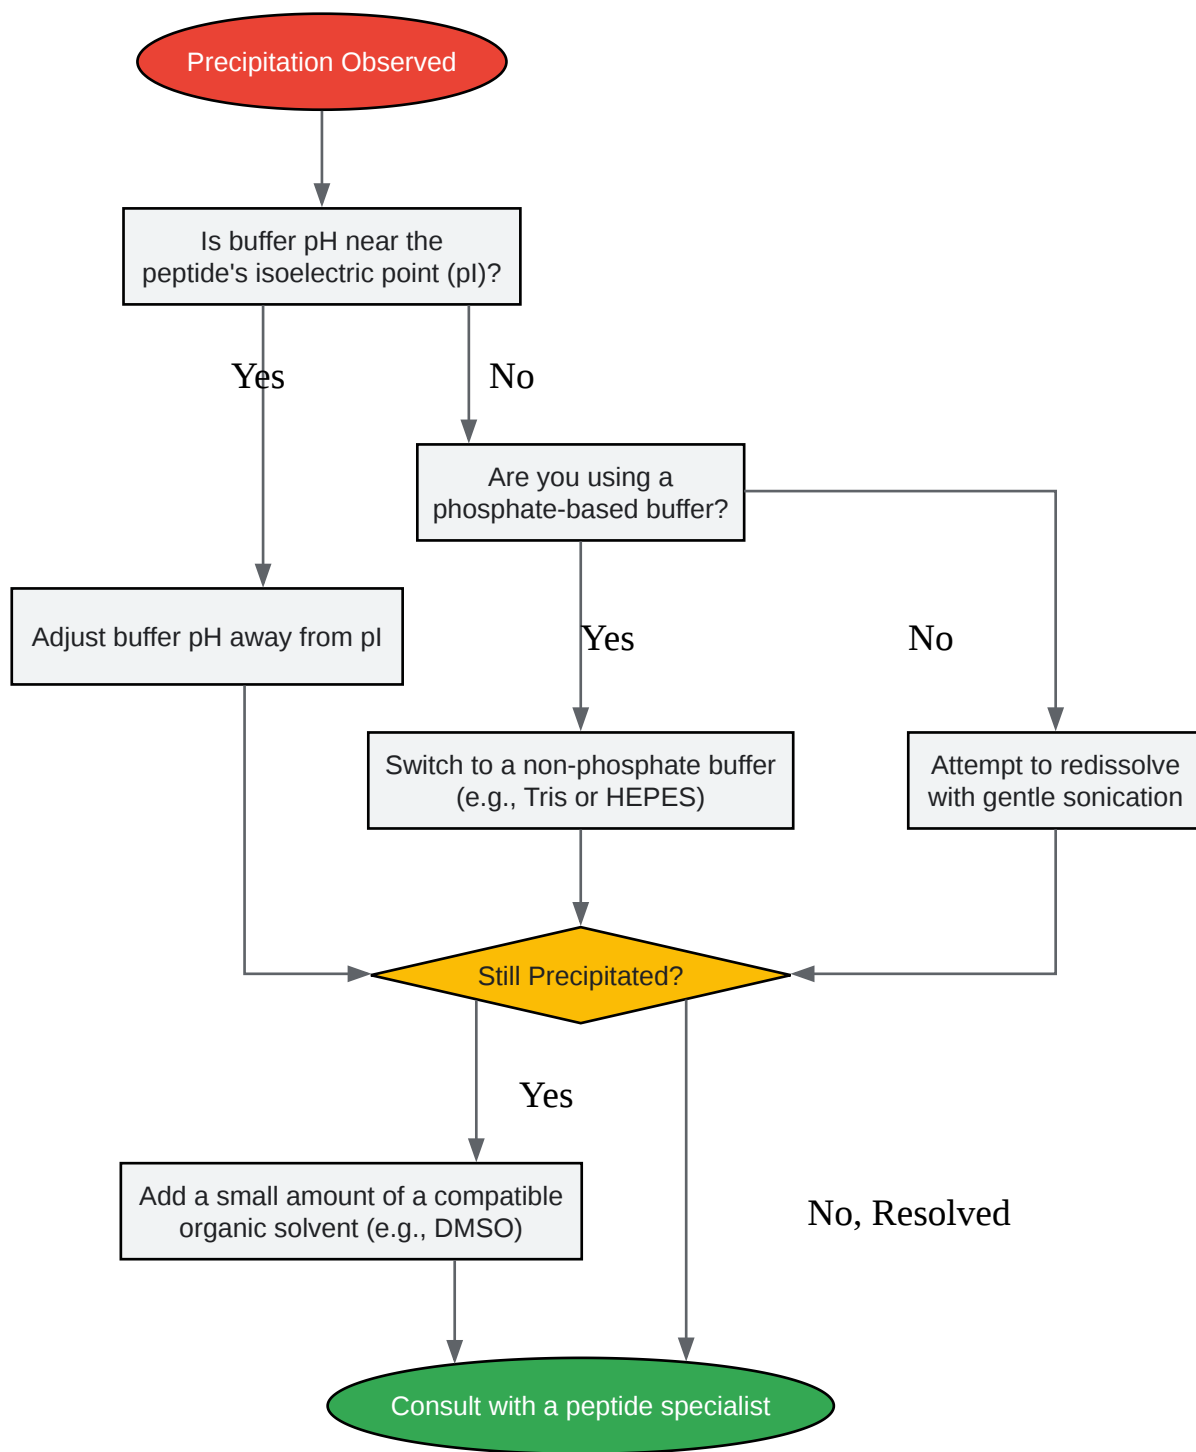 Precipitation Observed
Is buffer pH near the
peptide's isoelectric point (pI)?
Yes
No
Are you using a
phosphate-based buffer?
Adjust buffer pH away from pI
Yes
No
Switch to a non-phosphate buffer
(e.g., Tris or HEPES)
Attempt to redissolve
with gentle sonication
Still Precipitated?
Yes
Add a small amount of a compatible
organic solvent (e.g., DMSO)
No, Resolved
Consult with a peptide specialist